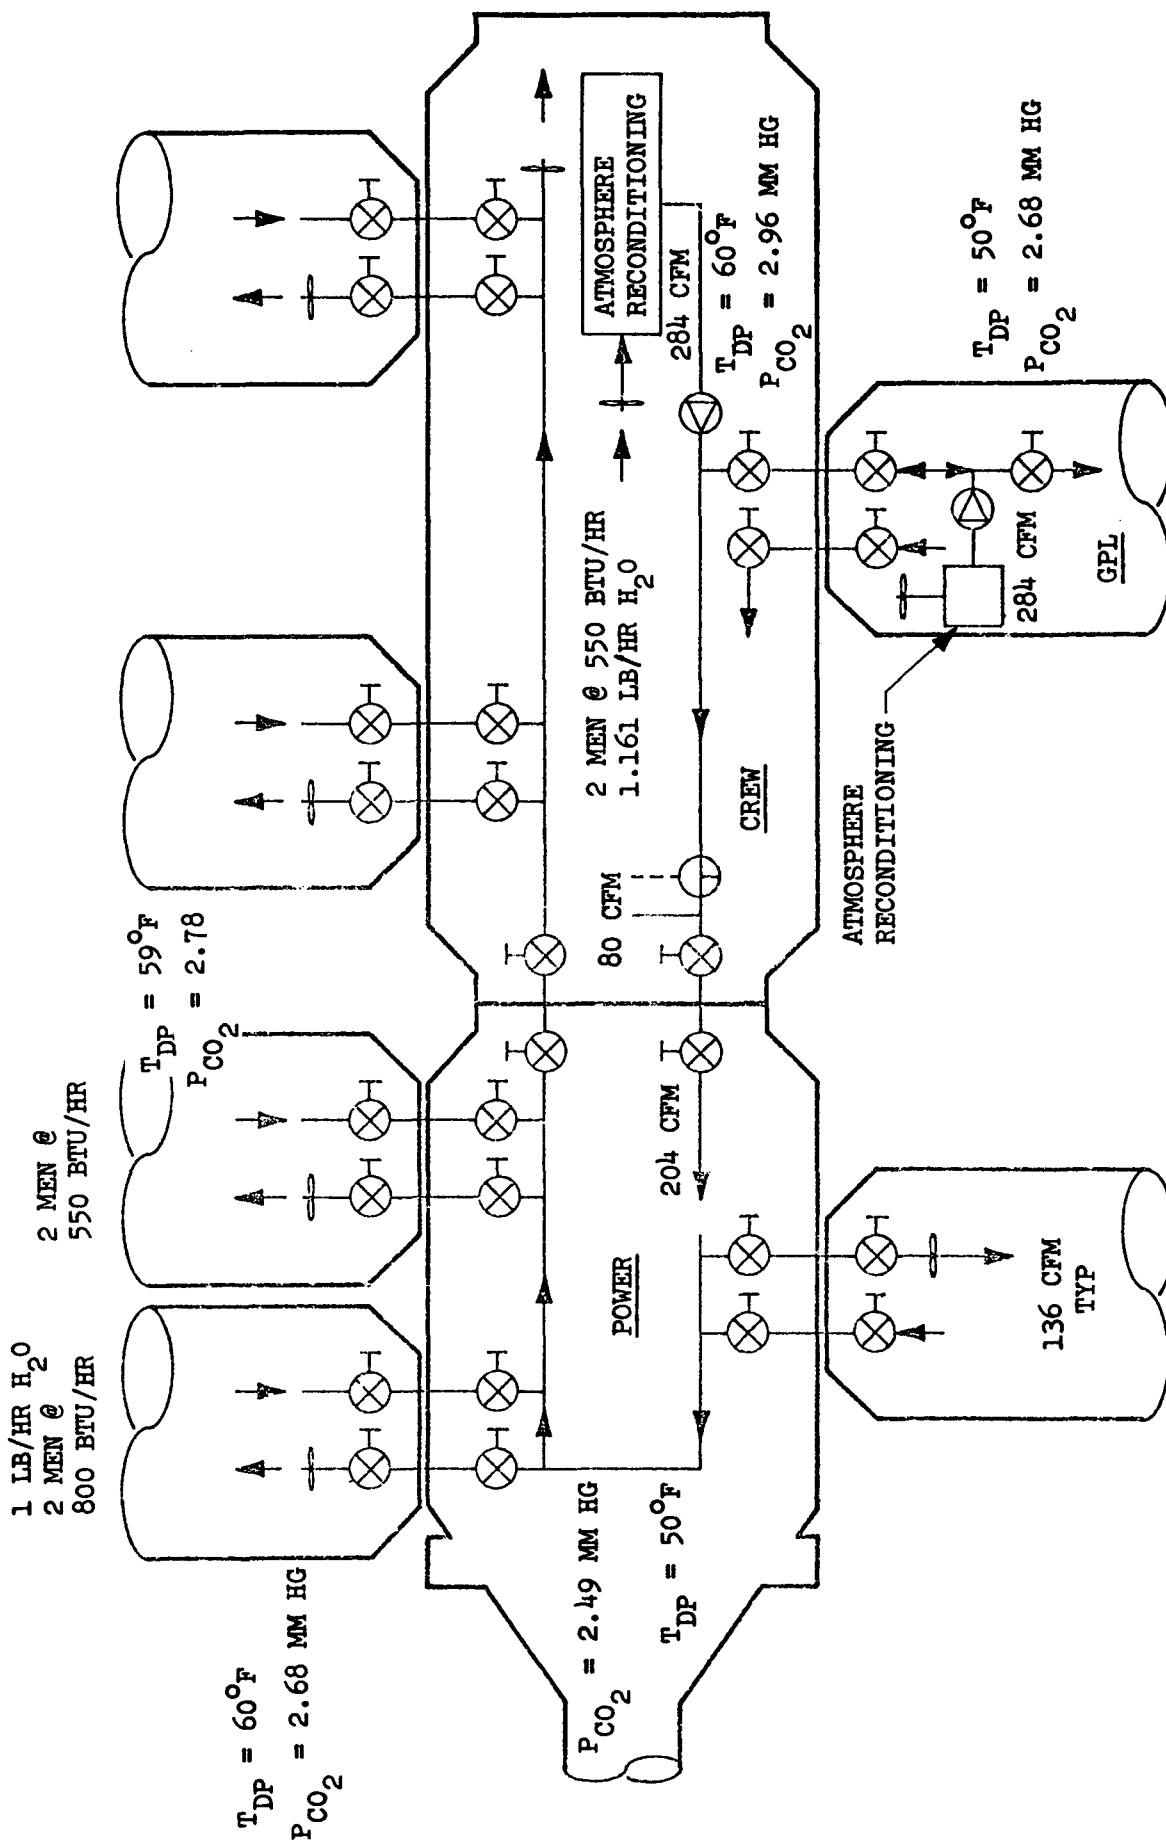 1 LB/HR H2O
2 MEN @
800 BTU/HR
2 MEN @
550 BTU/HR
TDP = 60°F
PCO2 = 2.68 MM HG
TDP = 59°F
PCO2 = 2.78
PCO2 = 2.49 MM HG
TDP = 50°F
POWER
204 CFM
80 CFM
2 MEN @ 550 BTU/HR
1.161 LB/HR H2O
ATMOSPHERE
RECONDITIONING
284 CFM
TDP = 60°F
PCO2 = 2.96 MM HG
CREW
136 CFM
TYP
ATMOSPHERE
RECONDITIONING
284 CFM
GPL
TDP = 50°F
PCO2 = 2.68 MM HG